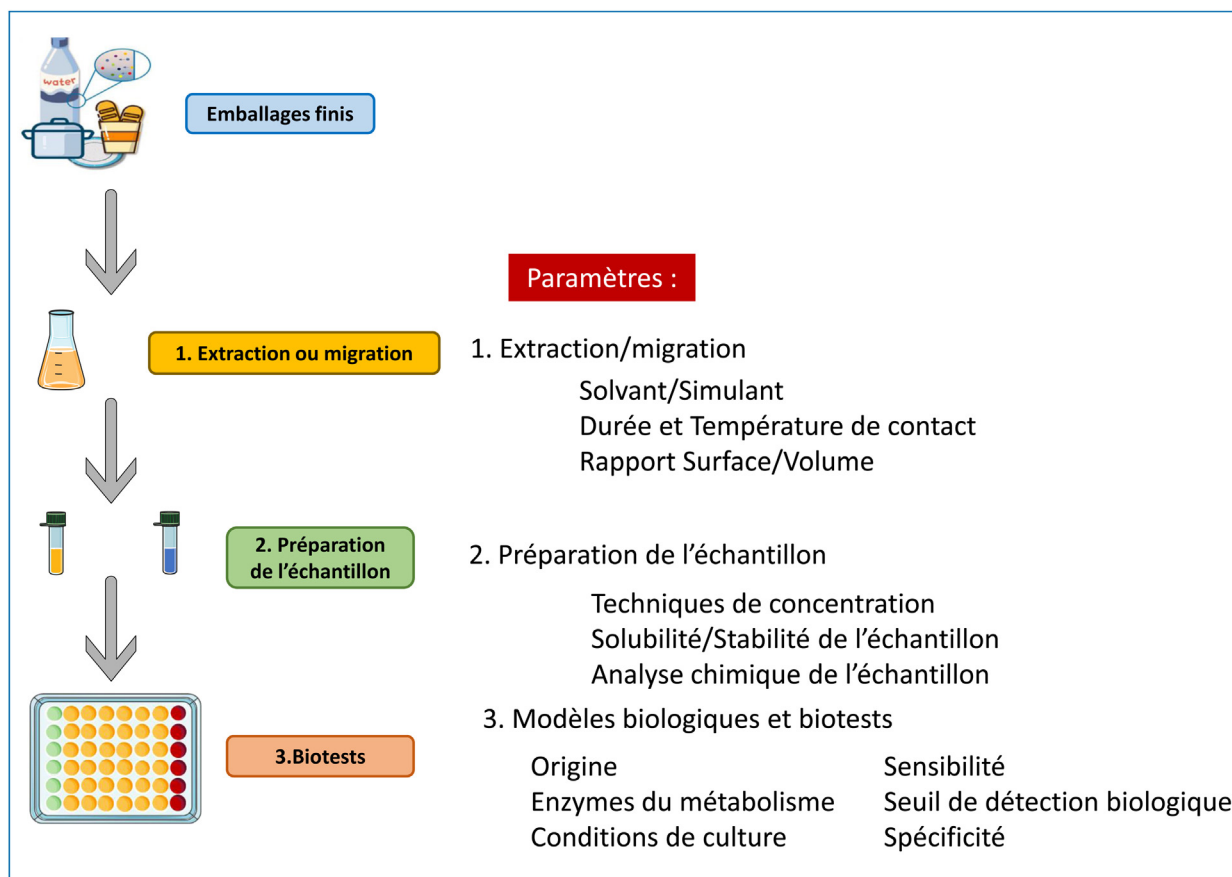 water
Emballages finis
Paramètres :
1. Extraction ou migration
1. Extraction/migration
Solvant/Simulant
Durée et Température de contact
Rapport Surface/Volume
2. Préparation
de l’échantillon
2. Préparation de l’échantillon
Techniques de concentration
Solubilité/Stabilité de l’échantillon
Analyse chimique de l’échantillon
3.Biotests
3. Modèles biologiques et biotests
Origine
Enzymes du métabolisme
Conditions de culture
Sensibilité
Seuil de détection biologique
Spécificité